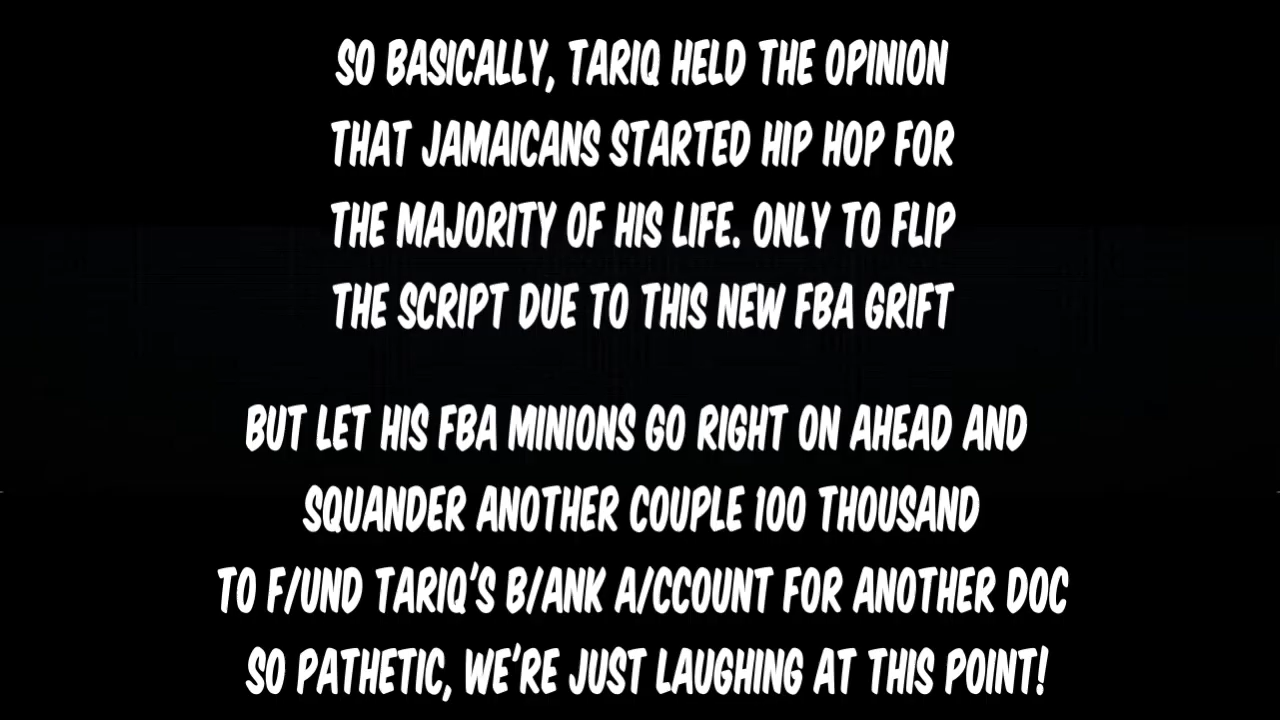 SO BASICALLY, TARIQ HELD THE OPINION
THAT JAMAICANS STARTED HIP HOP FOR
THE MAJORITY OF HIS LIFE. ONLY TO FLIP
THE SCRIPT DUE TO THIS NEW FBA GRIFT
BUT LET HIS FBA MINIONS GO RIGHT ON AHEAD AND
SQUANDER ANOTHER COUPLE 100 THOUSAND
TO F/UND TARIQ'S B/ANK A/CCOUNT FOR ANOTHER DOC
SO PATHETIC, WE'RE JUST LAUGHING AT THIS POINT!